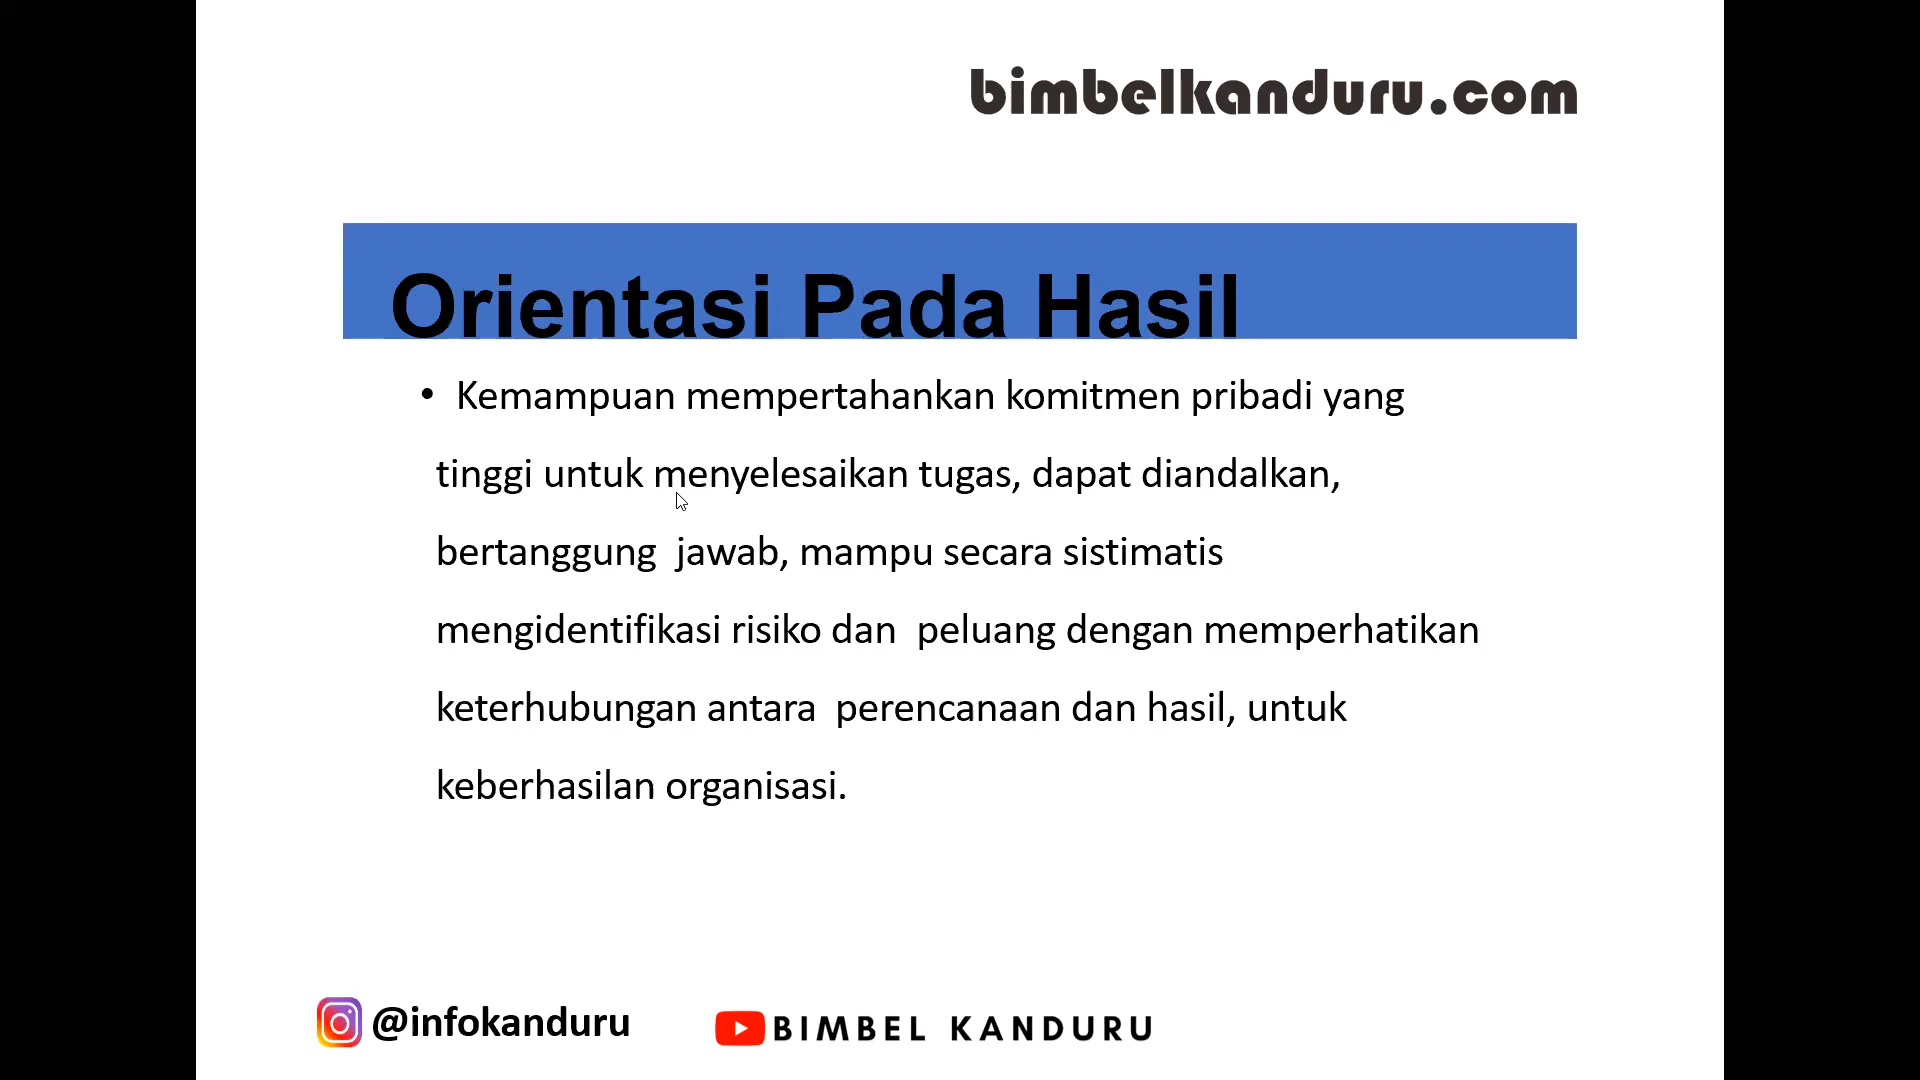 bimbelkanduru.com
Orientasi Pada Hasil
• Kemampuan mempertahankan komitmen pribadi yang
tinggi untuk menyelesaikan tugas, dapat diandalkan,
bertanggung jawab, mampu secara sistimatis
mengidentifikasi risiko dan peluang dengan memperhatikan
keterhubungan antara perencanaan dan hasil, untuk
keberhasilan organisasi.
@infokanduru
BIMBEL KANDURU